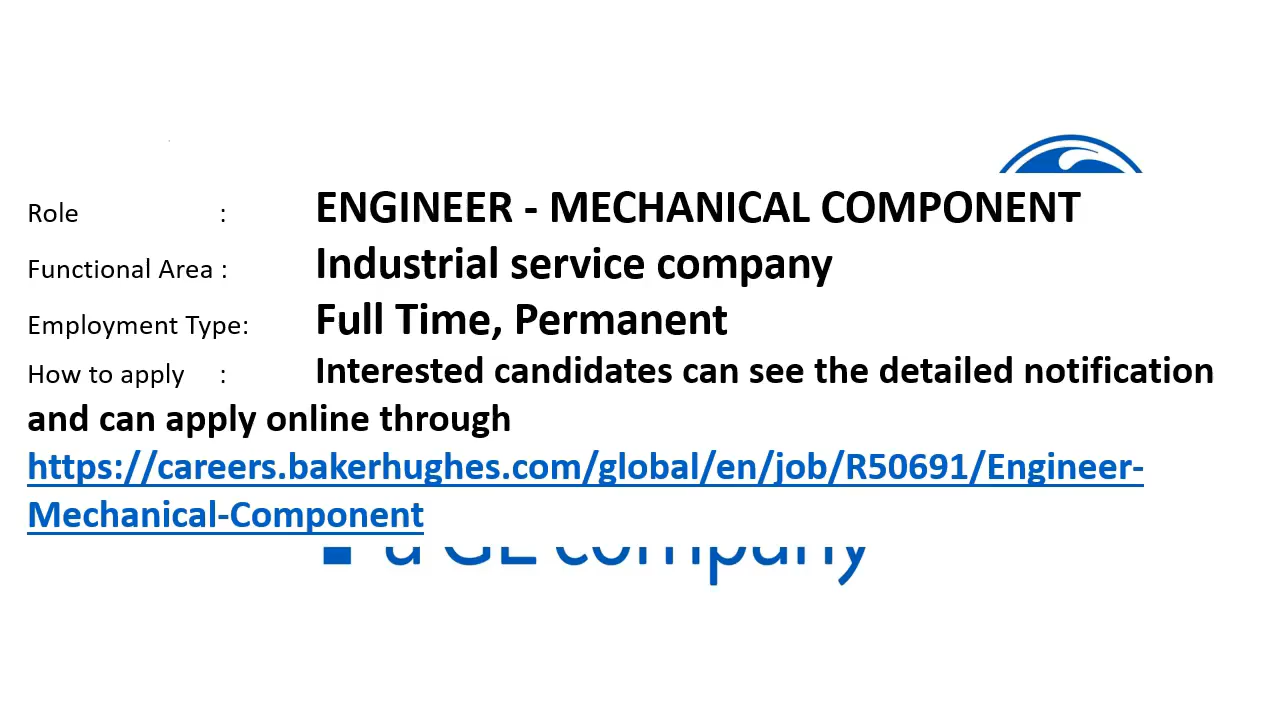 Role : ENGINEER - MECHANICAL COMPONENT
Functional Area : Industrial service company
Employment Type: Full Time, Permanent
How to apply : Interested candidates can see the detailed notification
and can apply online through
https://careers.bakerhughes.com/global/en/job/R50691/Engineer-
Mechanical-Component
a GE company